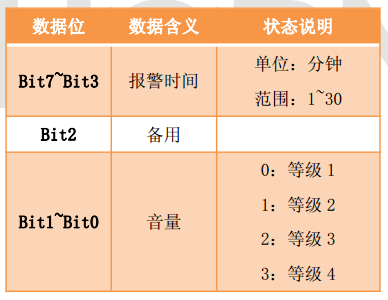 数据位 数据含义 状态说明
Bit7~Bit3 报警时间 单位：分钟
范围：1~30
Bit2 备用
Bit1~Bit0 音量 0：等级 1
1：等级 2
2：等级 3
3：等级 4